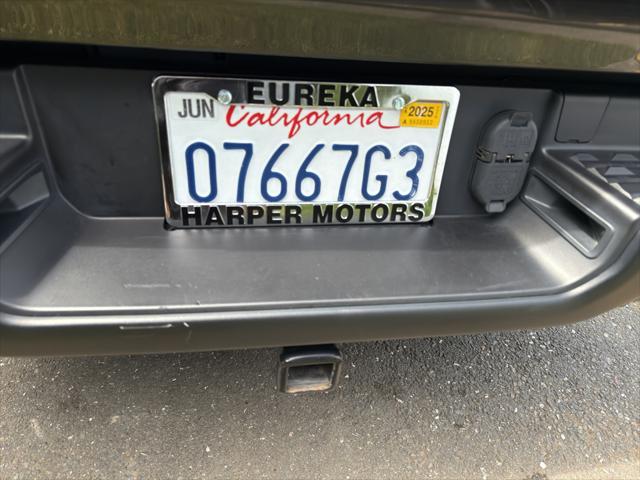 EUREKA
JUN California 2025
07667G3
HARPER MOTORS